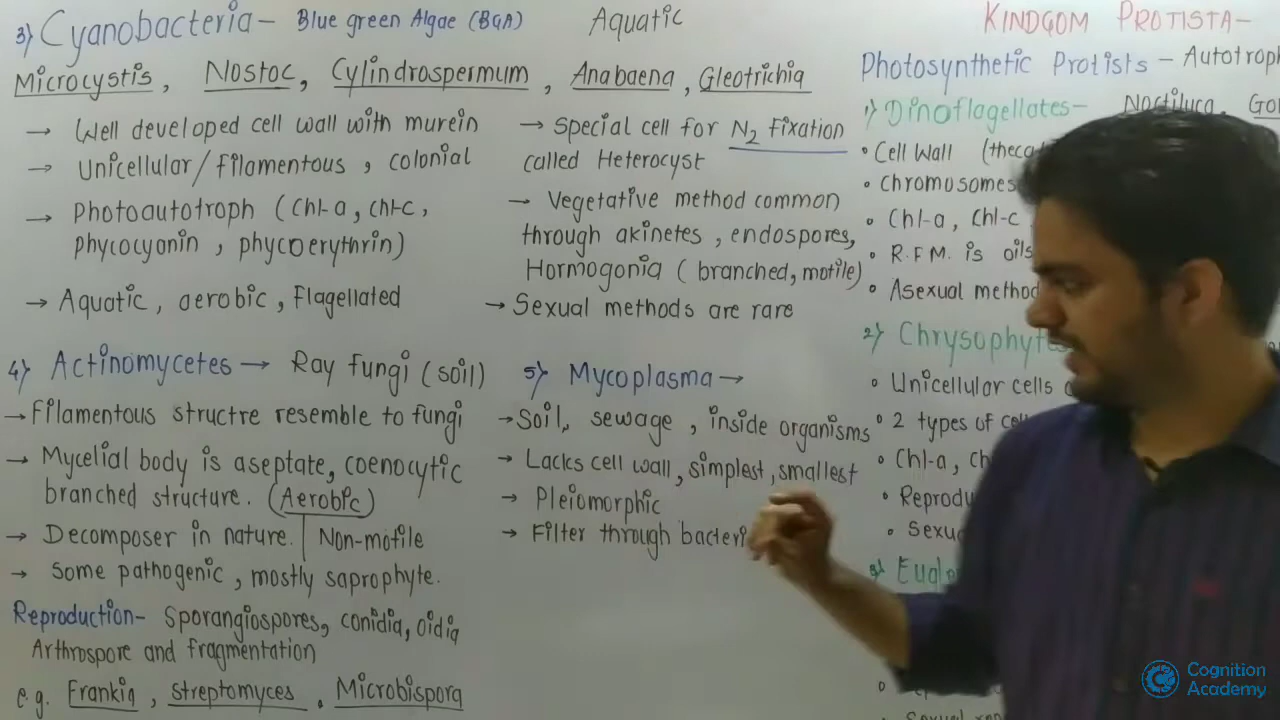 3) Cyanobacteria- Blue green Algae (BGA) Aquatic
Microcystis, Nostoc, Cylindrospermum, Anabaena, Gleotrichia
→ Well developed cell wall with murein
→ Unicellular/filamentous, colonial
→ Photoautotroph (Chl-a, chl-c,
phycocyanin, phycoerythrin)
→ Aquatic, aerobic, Flagellated
→ Special cell for N2 Fixation
called Heterocyst
→ Vegetative method common
through akinetes, endospores,
Hormogonia (branched, motile)
→ Sexual methods are rare
4) Actinomycetes → Ray fungi (soil)
→ Filamentous structre resemble to fungi
→ Mycelial body is aseptate, coenocytic
branched structure. (Aerobic)
→ Decomposer in nature. Non-motile
→ Some pathogenic, mostly saprophyte.
Reproduction- Sporangiospores, conidia, oidia
Arthrospore and fragmentation
e.g. Frankia, streptomyces, Microbispora
5) Mycoplasma →
→ Soil, sewage, inside organisms
→ Lacks cell wall, simplest, smallest
→ Pleiomorphic
→ Filter through
KINDGOM PROTISTA-
Photosynthetic Protists - Autotroph
1) Dinoflagellates- Noctiluca,
• Cell Wall
• Chromosomes
• Chl-a, Chl-c
• R.F.M. is oils
• Asexual method
2) Chrysophyte
• Unicellular cells
• 2 types of
• Chl-a,
Cognition
Academy